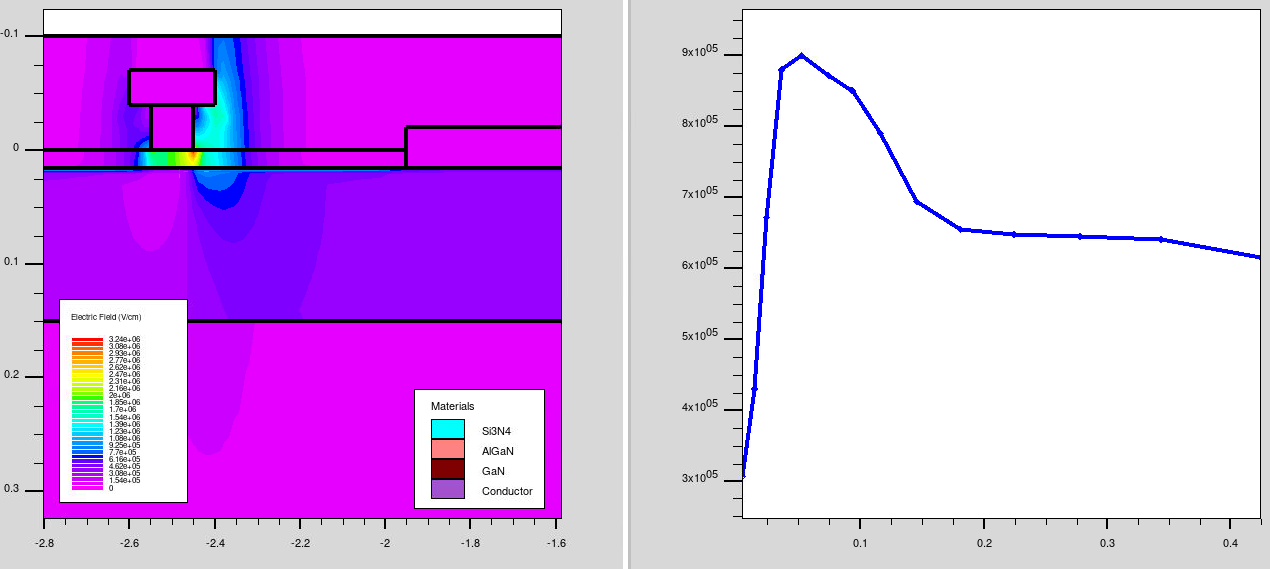 -0.1
0
0.1
0.2
0.3
Electric Field (V/cm)
3.24e+06
3.08e+06
2.93e+06
2.77e+06
2.62e+06
2.47e+06
2.31e+06
2.16e+06
2e+06
1.85e+06
1.7e+06
1.54e+06
1.39e+06
1.23e+06
1.08e+06
9.25e+05
7.7e+05
6.16e+05
4.62e+05
3.08e+05
1.54e+05
0
Materials
Si3N4
AlGaN
GaN
Conductor
-2.8 -2.6 -2.4 -2.2 -2 -1.8 -1.6
9x10⁰⁵
8x10⁰⁵
7x10⁰⁵
6x10⁰⁵
5x10⁰⁵
4x10⁰⁵
3x10⁰⁵
0.1 0.2 0.3 0.4